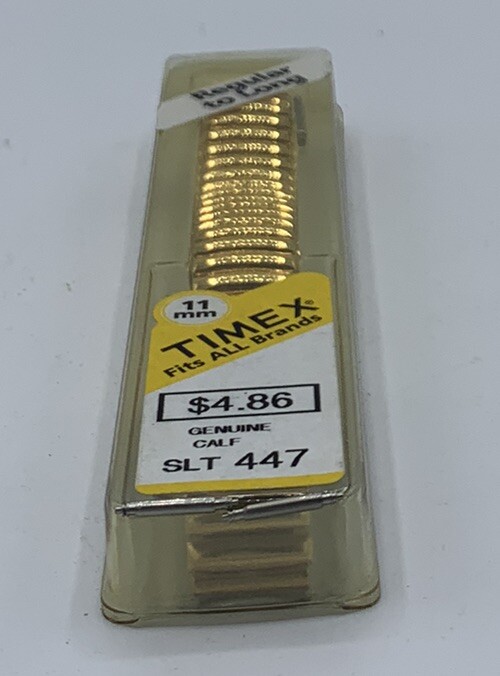 Regular
to Long
11
mm
TIMEX®
Fits ALL Brands
$4.86
GENUINE
CALF
SLT 447